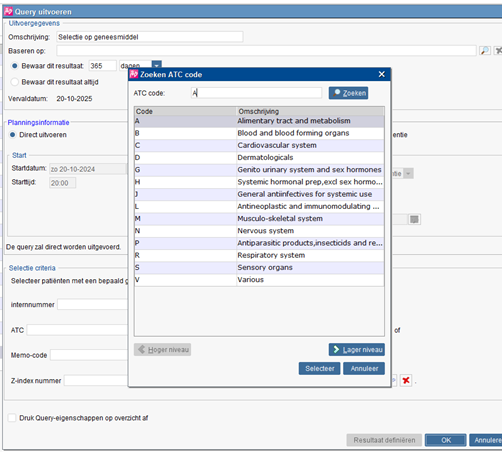 Query uitvoeren
Uitvoergegevens
Omschrijving: Selectie op geneesmiddel
Baseren op:
Bewaar dit resultaat: 365 dagen
Bewaar dit resultaat altijd
Vervaldatum: 20-10-2025
Planningsinformatie
Direct uitvoeren
entie
Start
Startdatum: zo 20-10-2024
Starttijd: 20:00
ntie
De query zal direct worden uitgevoerd.
Selectie criteria
Selecteer patiënten met een bepaald g
internnummer
ATC
of
Memo-code
Z-index nummer
Druk Query-eigenschappen op overzicht af
Resultaat definiëren
OK
Annulere
Zoeken ATC code
ATC code: A
Zoeken
Code Omschrijving
A Alimentary tract and metabolism
B Blood and blood forming organs
C Cardiovascular system
D Dermatologicals
G Genito urinary system and sex hormones
H Systemic hormonal prep,excl sex hormo...
J General antiinfectives for systemic use
L Antineoplastic and immunomodulating ...
M Musculo-skeletal system
N Nervous system
P Antiparasitic products,insecticids and re...
R Respiratory system
S Sensory organs
V Various
Hoger niveau
Lager niveau
Selecteer
Annuleer